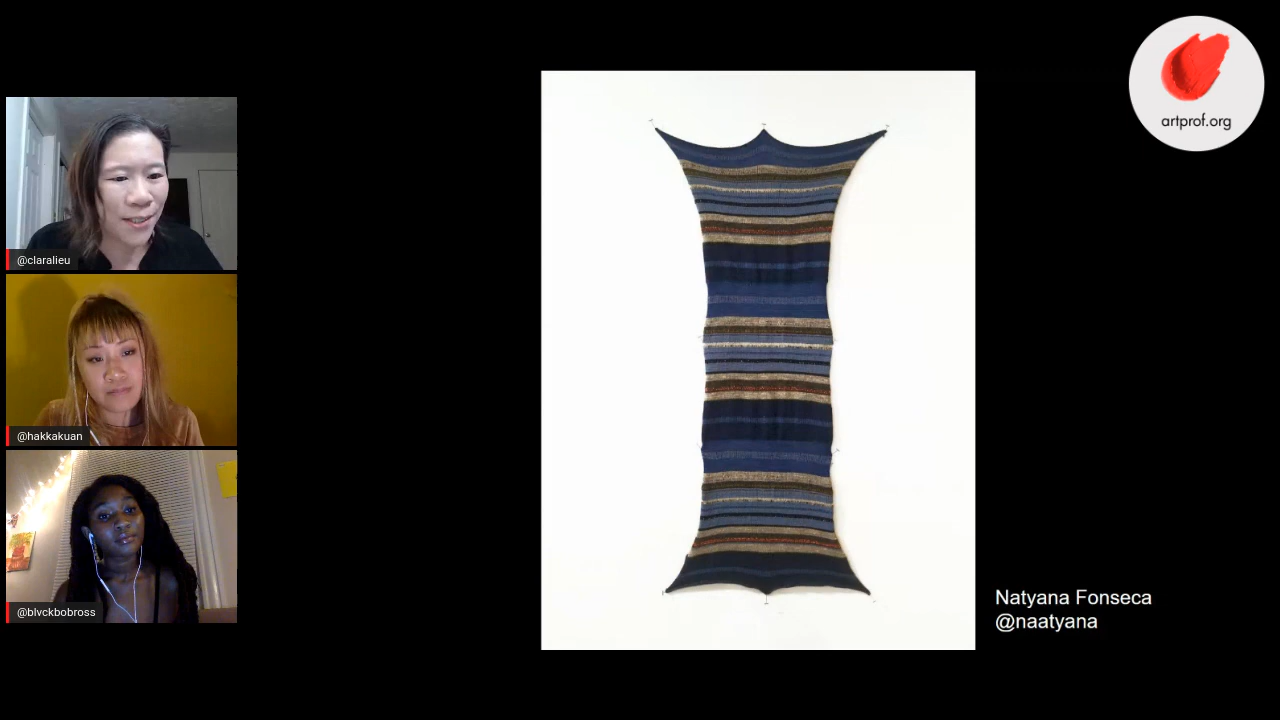 artprof.org
@claralieu
@hakkakuan
@blvckbobross
Natyana Fonseca
@naatyana